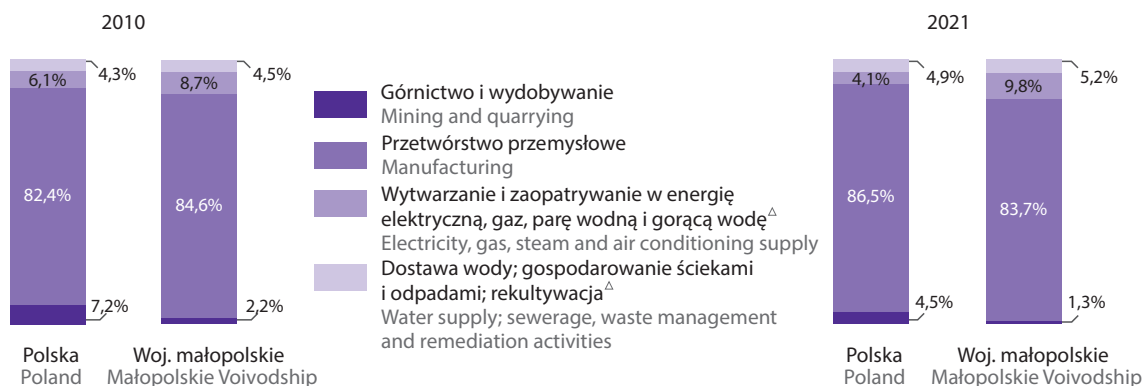 2010
6,1%
4,3%
82,4%
7,2%
Polska
Poland
8,7%
4,5%
84,6%
2,2%
Woj. małopolskie
Małopolskie Voivodship
Górnictwo i wydobywanie
Mining and quarrying
Przetwórstwo przemysłowe
Manufacturing
Wytwarzanie i zaopatrywanie w energię
elektryczną, gaz, parę wodną i gorącą wodę△
Electricity, gas, steam and air conditioning supply
Dostawa wody; gospodarowanie ściekami
i odpadami; rekultywacja△
Water supply; sewerage, waste management
and remediation activities
2021
4,1%
4,9%
86,5%
4,5%
Polska
Poland
9,8%
5,2%
83,7%
1,3%
Woj. małopolskie
Małopolskie Voivodship